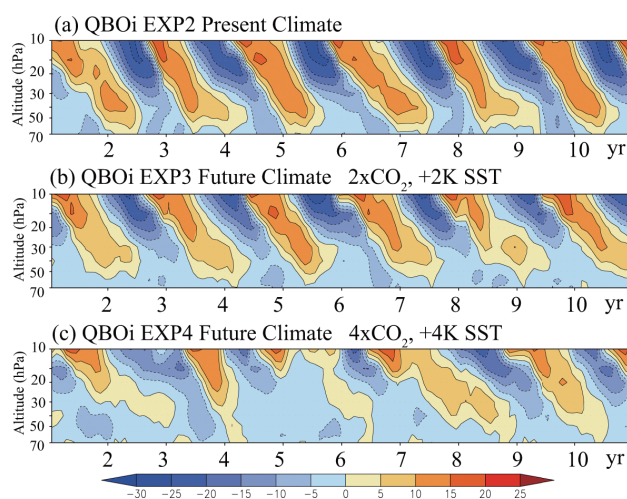 (a) QBOi EXP2 Present Climate
Altitude (hPa)
10
20
30
50
70
2 3 4 5 6 7 8 9 10 yr
(b) QBOi EXP3 Future Climate 2xCO₂, +2K SST
Altitude (hPa)
10
20
30
50
70
2 3 4 5 6 7 8 9 10 yr
(c) QBOi EXP4 Future Climate 4xCO₂, +4K SST
Altitude (hPa)
10
20
30
50
70
2 3 4 5 6 7 8 9 10 yr
−30 −25 −20 −15 −10 −5 0 5 10 15 20 25